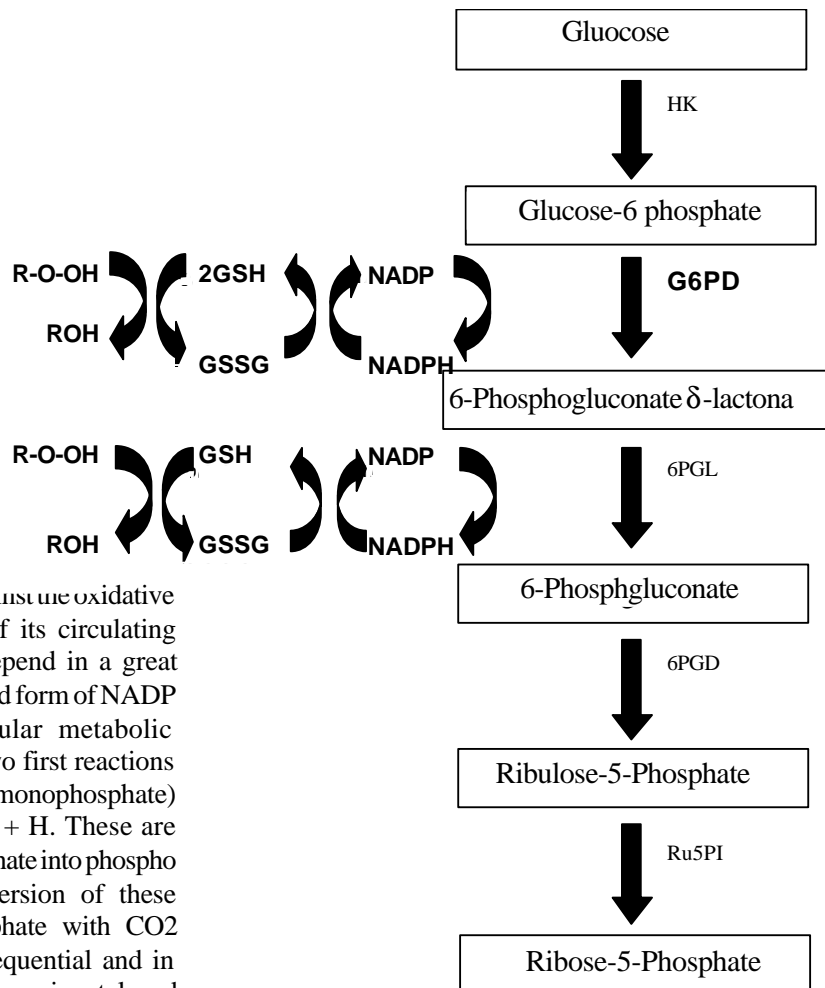 Gluocose
HK
Glucose-6 phosphate
R-O-OH 2GSH NADP G6PD
ROH
GSSG NADPH
6-Phosphogluconate δ-lactona
R-O-OH GSH NADP
6PGL
ROH GSSG NADPH
6-Phosphgluconate
oxidative
f its circulating
epend in a great
d form of NADP
6PGD
ular metabolic
o first reactions
monophosphate)
Ribulose-5-Phosphate
+ H. These are
nate into phospho
Ru5PI
ersion of these
phate with CO2
equential and in
Ribose-5-Phosphate